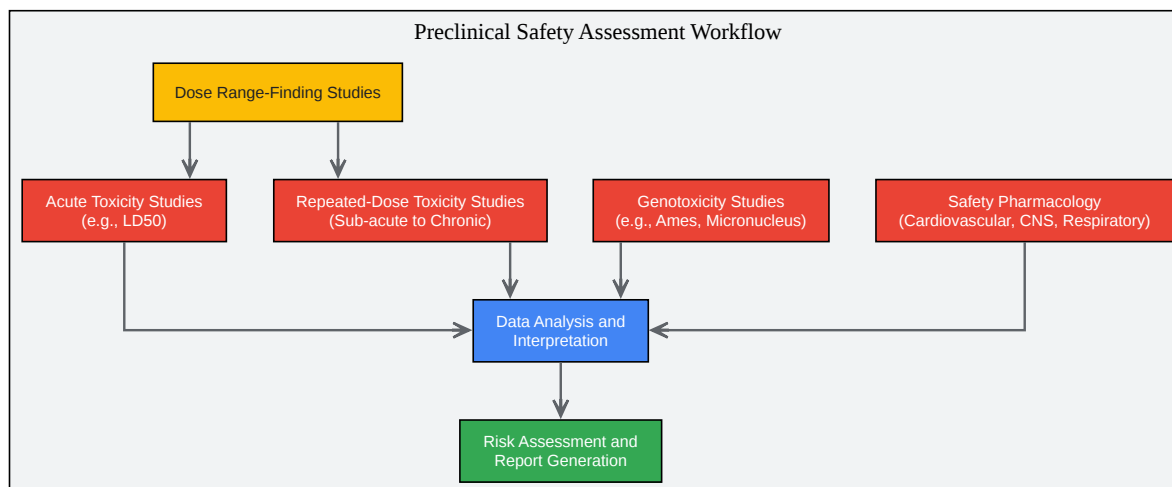 Preclinical Safety Assessment Workflow
Dose Range-Finding Studies
Acute Toxicity Studies
(e.g., LD50)
Repeated-Dose Toxicity Studies
(Sub-acute to Chronic)
Genotoxicity Studies
(e.g., Ames, Micronucleus)
Safety Pharmacology
(Cardiovascular, CNS, Respiratory)
Data Analysis and
Interpretation
Risk Assessment and
Report Generation